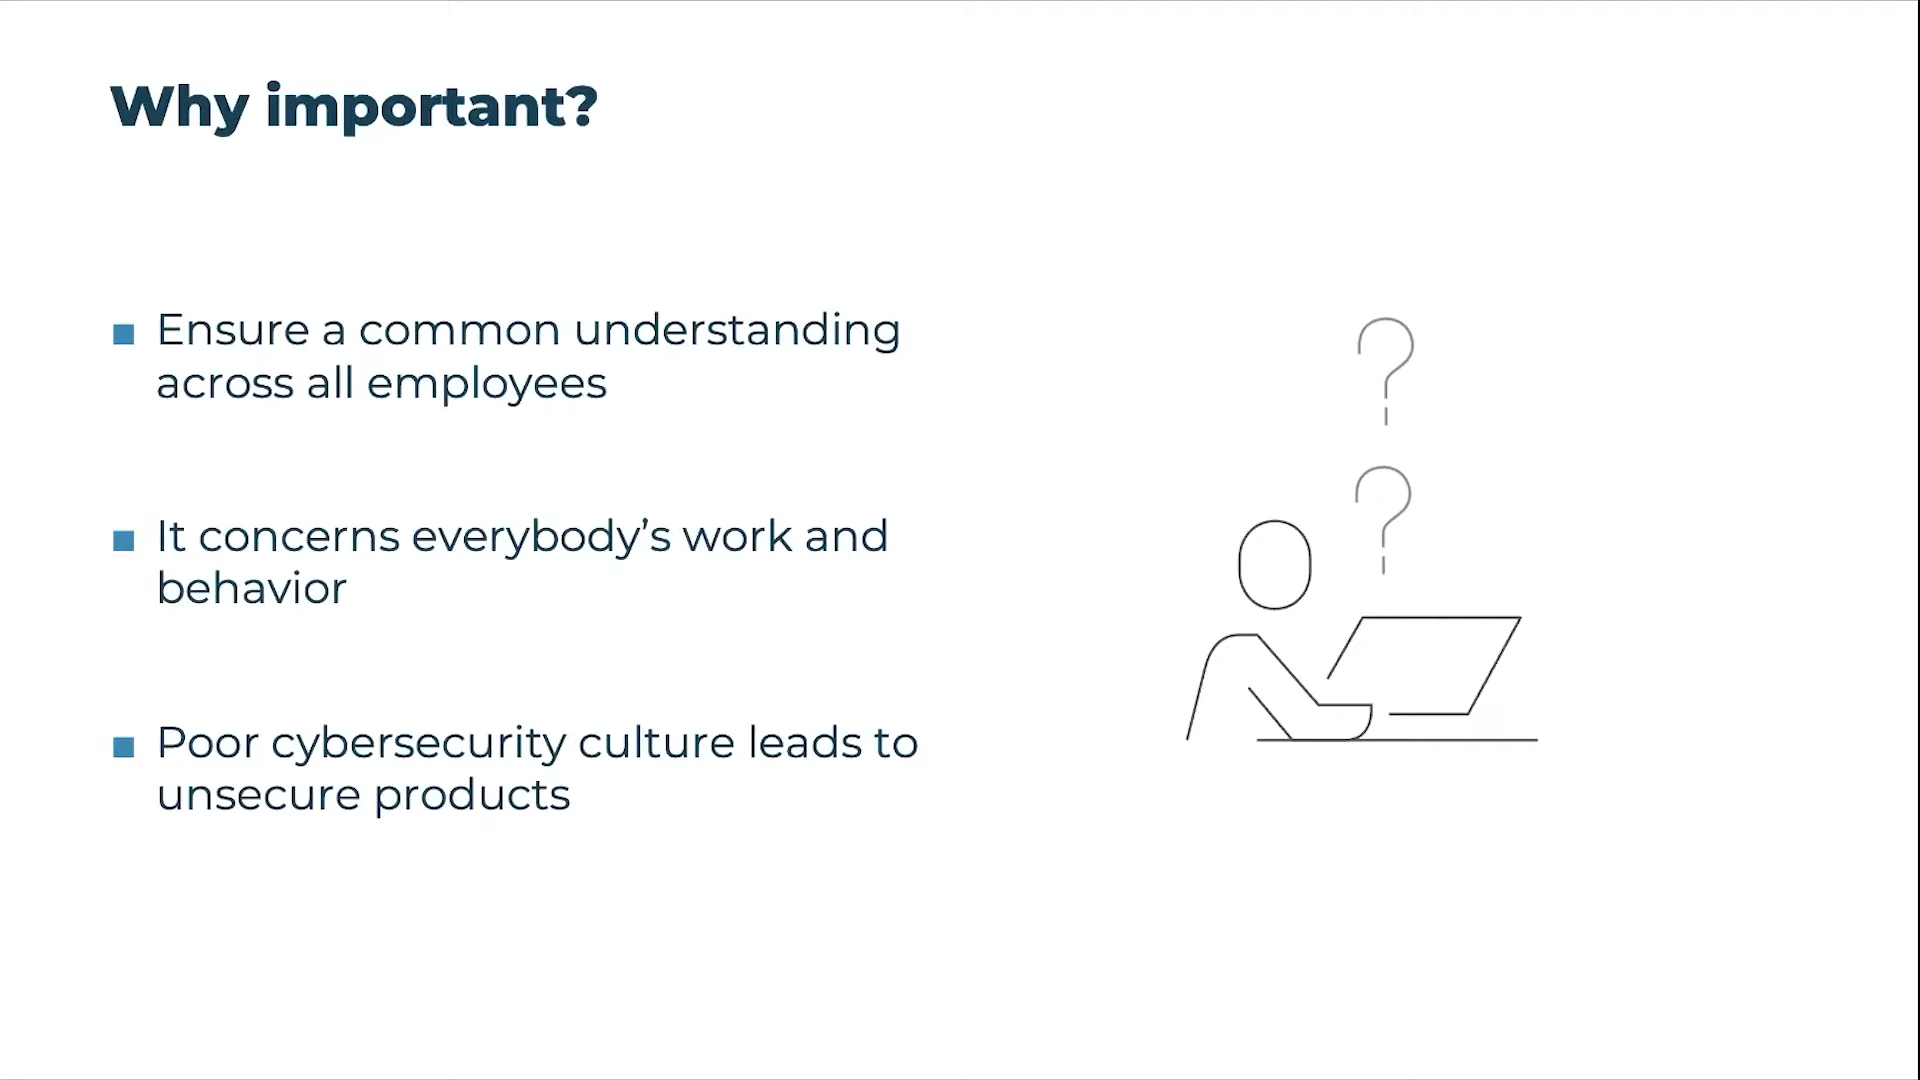 Why important?
■ Ensure a common understanding
across all employees
■ It concerns everybody’s work and
behavior
■ Poor cybersecurity culture leads to
unsecure products
?
?